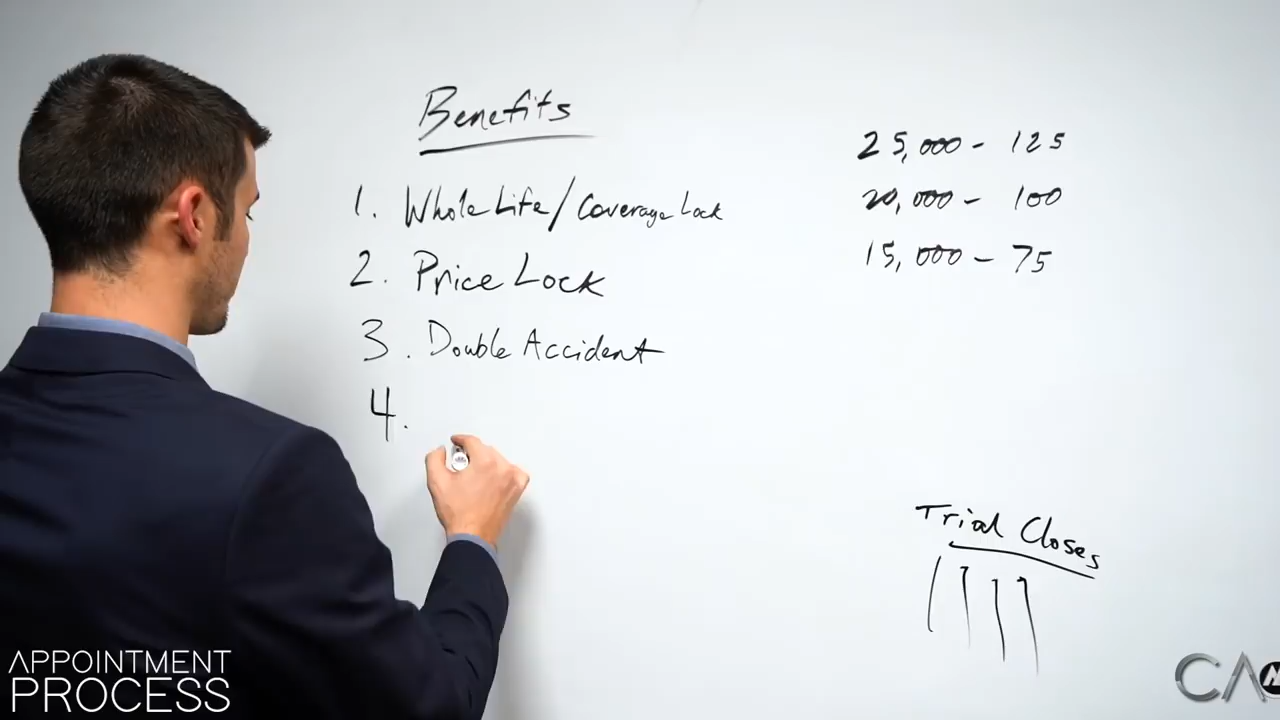 Benefits
1. Whole Life/Coverage Lock
2. Price Lock
3. Double Accident
4.
25,000 - 125
20,000 - 100
15,000 - 75
Trial Closes
APPOINTMENT
PROCESS
CA